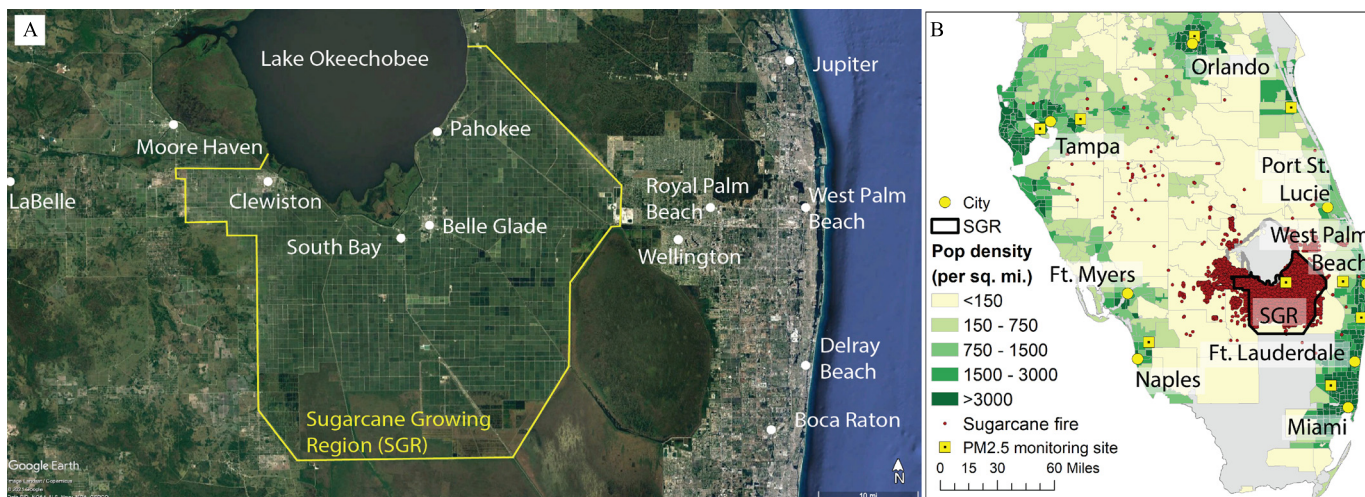 A
Lake Okeechobee
Jupiter
Moore Haven
Pahokee
LaBelle
Clewiston
Royal Palm
Beach
West Palm
Beach
South Bay
Belle Glade
Wellington
Delray
Beach
Boca Raton
Sugarcane Growing
Region (SGR)
Google Earth
N
10 mi
B
Orlando
Tampa
Port St.
Lucie
West Palm
Beach
Ft. Myers
SGR
Ft. Lauderdale
Naples
Miami
City
SGR
Pop density
(per sq. mi.)
<150
150 - 750
750 - 1500
1500 - 3000
>3000
Sugarcane fire
PM2.5 monitoring site
0 15 30 60 Miles